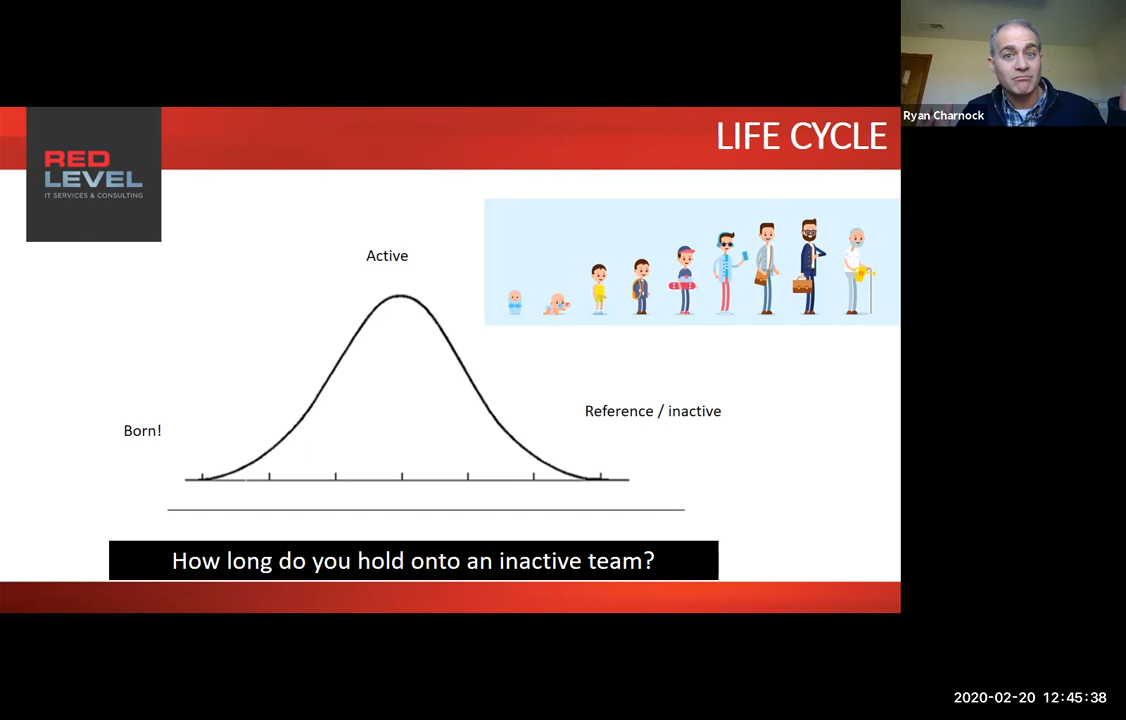 Ryan Charnock
LIFE CYCLE
RED
LEVEL
IT SERVICES & CONSULTING
Active
Reference / inactive
Born!
How long do you hold onto an inactive team?
2020-02-20 12:45:38